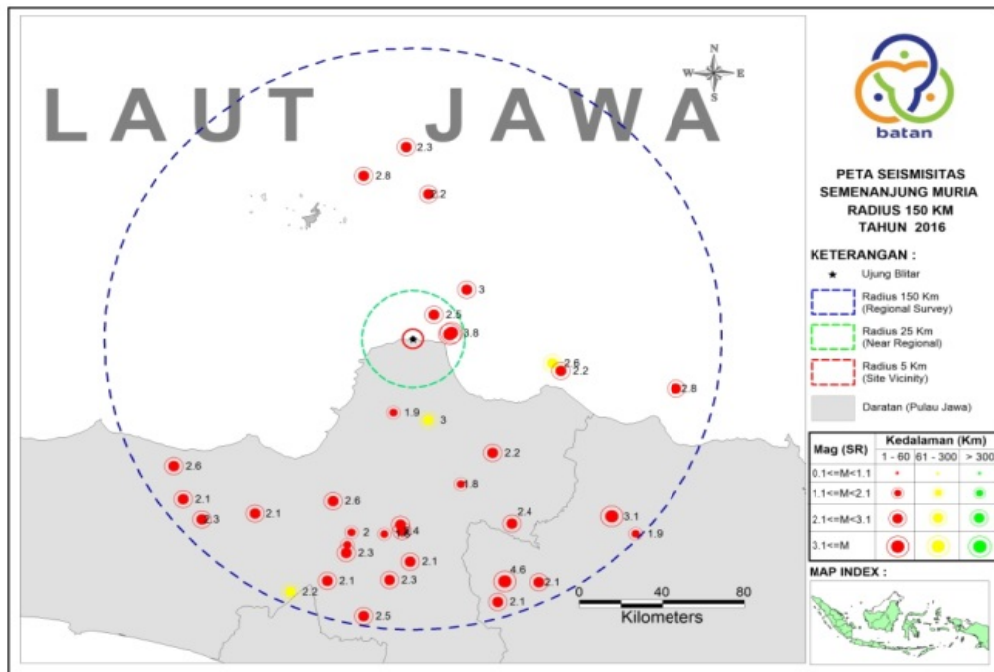 LAUT JAWA
N
W E
S
2.3
2.8
2.2
3
2.5
3.8
2.6
2.2
2.8
1.9
3
2.2
2.6
1.8
2.1
2.6
2.3
2.1
2.4
3.1
2
1.9
2.3
2.1
2.1
2.3
4.6
2.1
2.2
2.1
2.5
0 20 40 80
Kilometers
batan
PETA SEISMISITAS
SEMENANJUNG MURIA
RADIUS 150 KM
TAHUN 2016
KETERANGAN :
Ujung Blitar
Radius 150 Km
(Regional Survey)
Radius 25 Km
(Near Regional)
Radius 5 Km
(Site Vicinity)
Daratan (Pulau Jawa)
Mag (SR) Kedalaman (Km)
1 - 60 61 - 300 > 300
0.1<=M<1.1
1.1<=M<2.1
2.1<=M<3.1
3.1<=M
MAP INDEX :